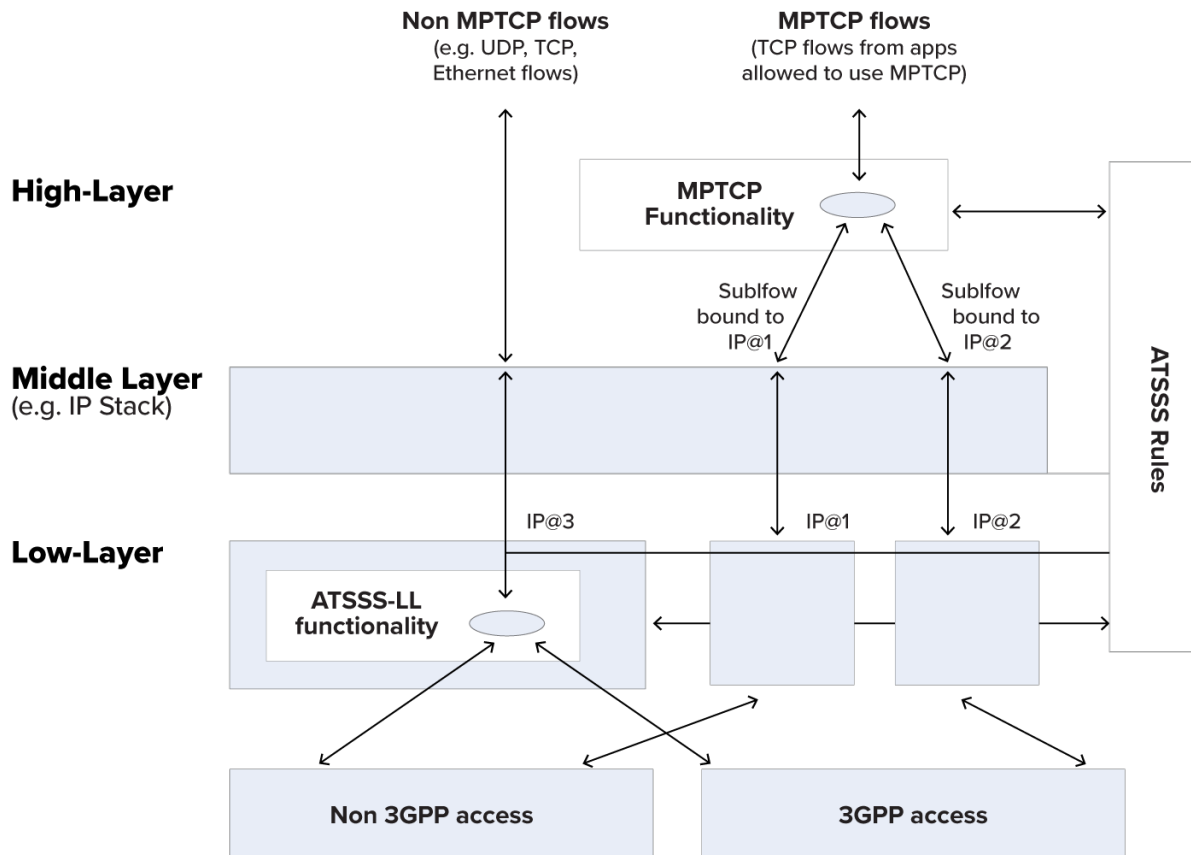 Non MPTCP flows
(e.g. UDP, TCP,
Ethernet flows)
MPTCP flows
(TCP flows from apps
allowed to use MPTCP)
High-Layer
MPTCP
Functionality
Sublfow
bound to
IP@1
Sublfow
bound to
IP@2
ATSSS Rules
Middle Layer
(e.g. IP Stack)
IP@3
IP@1
IP@2
Low-Layer
ATSSS-LL
functionality
Non 3GPP access
3GPP access